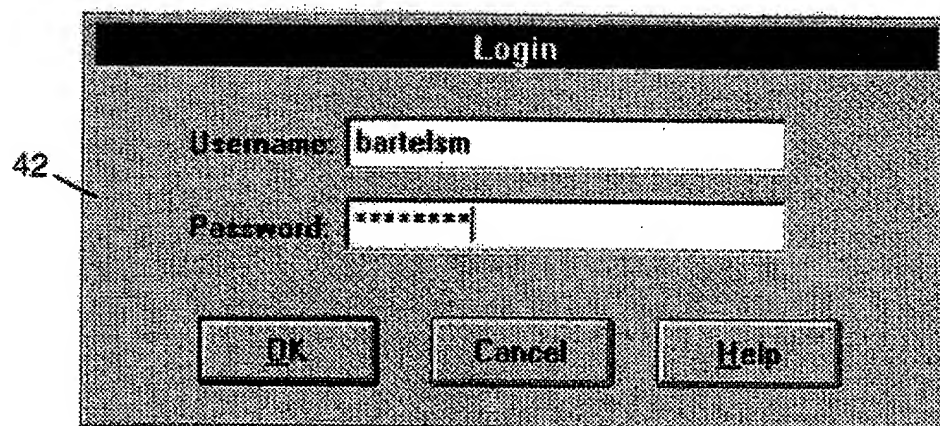 Login
Username: bartelsm
42
Password: ********
OK Cancel Help